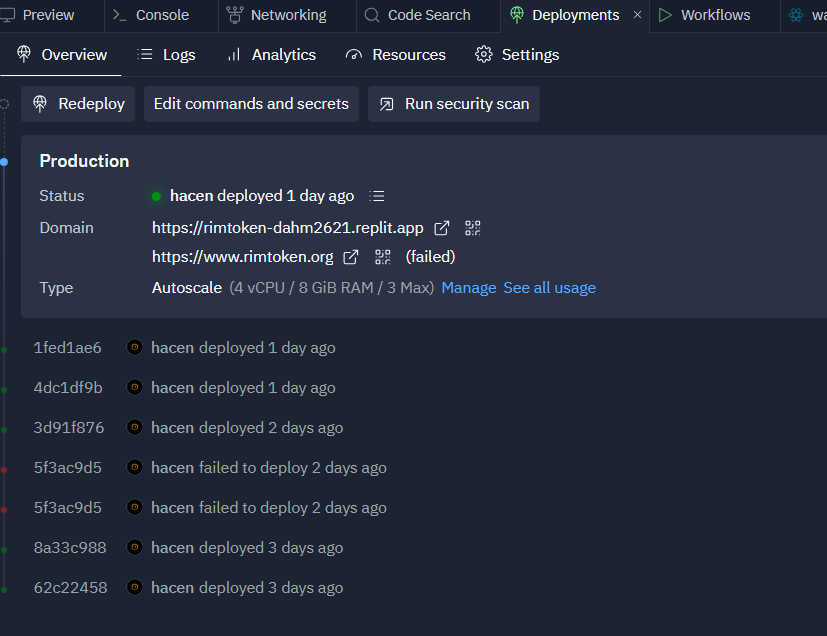 Preview Console Networking Code Search Deployments Workflows
Overview Logs Analytics Resources Settings
Redeploy Edit commands and secrets Run security scan
Production
Status hacen deployed 1 day ago
Domain https://rimtoken-dahm2621.replit.app
https://www.rimtoken.org (failed)
Type Autoscale (4 vCPU / 8 GiB RAM / 3 Max) Manage See all usage
1fed1ae6 hacen deployed 1 day ago
4dc1df9b hacen deployed 1 day ago
3d91f876 hacen deployed 2 days ago
5f3ac9d5 hacen failed to deploy 2 days ago
5f3ac9d5 hacen failed to deploy 2 days ago
8a33c988 hacen deployed 3 days ago
62c22458 hacen deployed 3 days ago